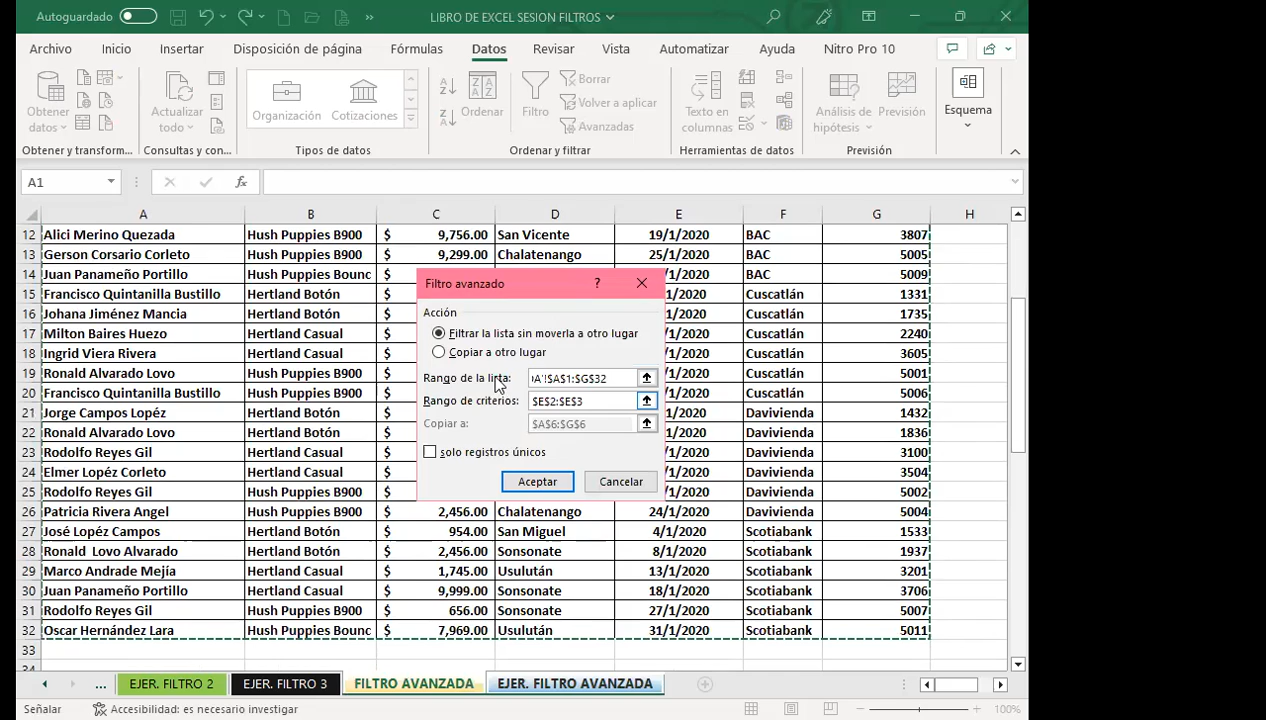 Autoguardado
LIBRO DE EXCEL SESION FILTROS
Archivo Inicio Insertar Disposición de página Fórmulas Datos Revisar Vista Automatizar Ayuda Nitro Pro 10
Obtener datos
Actualizar todo
Organización
Cotizaciones
Ordenar
Filtro
Borrar
Volver a aplicar
Avanzadas
Texto en columnas
Análisis de hipótesis
Previsión
Esquema
Obtener y transform... Consultas y con... Tipos de datos Ordenar y filtrar Herramientas de datos Previsión
A1 fx
A B C D E F G H
12 Alici Merino Quezada Hush Puppies B900 $ 9,756.00 San Vicente 19/1/2020 BAC 3807
13 Gerson Corsario Corleto Hush Puppies B900 $ 9,299.00 Chalatenango 25/1/2020 BAC 5005
14 Juan Panameño Portillo Hush Puppies Bounc $ /1/2020 BAC 5009
15 Francisco Quintanilla Bustillo Hertland Botón $ /1/2020 Cuscatlán 1331
16 Johana Jiménez Mancia Hertland Botón $ /1/2020 Cuscatlán 1735
17 Milton Baires Huezo Hertland Casual $ /1/2020 Cuscatlán 2240
18 Ingrid Viera Rivera Hertland Casual $ /1/2020 Cuscatlán 3605
19 Ronald Alvarado Lovo Hertland Casual $ /1/2020 Cuscatlán 5001
20 Francisco Quintanilla Bustillo Hush Puppies B900 $ /1/2020 Cuscatlán 5006
21 Jorge Campos Lopéz Hertland Botón $ /1/2020 Davivienda 1432
22 Ronald Alvarado Lovo Hertland Botón $ /1/2020 Davivienda 1836
23 Rodolfo Reyes Gil Hertland Casual $ /1/2020 Davivienda 3100
24 Elmer Lopéz Corleto Hertland Casual $ /1/2020 Davivienda 3504
25 Rodolfo Reyes Gil Hush Puppies B900 $ /1/2020 Davivienda 5002
26 Patricia Rivera Angel Hush Puppies B900 $ 2,456.00 Chalatenango 24/1/2020 Davivienda 5004
27 José Lopéz Campos Hertland Botón $ 954.00 San Miguel 4/1/2020 Scotiabank 1533
28 Ronald Lovo Alvarado Hertland Botón $ 2,456.00 Sonsonate 8/1/2020 Scotiabank 1937
29 Marco Andrade Mejía Hertland Casual $ 1,745.00 Usulután 13/1/2020 Scotiabank 3201
30 Juan Panameño Portillo Hertland Casual $ 9,999.00 Sonsonate 18/1/2020 Scotiabank 3706
31 Rodolfo Reyes Gil Hush Puppies B900 $ 656.00 Sonsonate 27/1/2020 Scotiabank 5007
32 Oscar Hernández Lara Hush Puppies Bounc $ 7,969.00 Usulután 31/1/2020 Scotiabank 5011
33
Filtro avanzado ?
Acción
Filtrar la lista sin moverla a otro lugar
Copiar a otro lugar
Rango de la lista: A'!$A$1:$G$32
Rango de criterios: $E$2:$E$3
Copiar a: $A$6:$G$6
Solo registros únicos
Aceptar Cancelar
... EJER. FILTRO 2 EJER. FILTRO 3 FILTRO AVANZADA EJER. FILTRO AVANZADA
Señalar Accesibilidad: es necesario investigar 100%